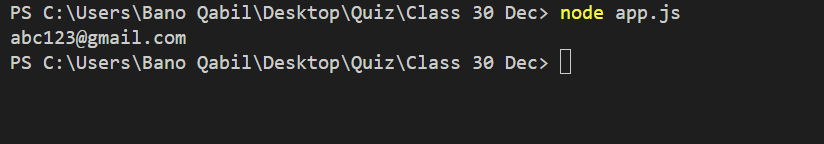 PS C:\Users\Bano Qabil\Desktop\Quiz\Class 30 Dec> node app.js
abc123@gmail.com
PS C:\Users\Bano Qabil\Desktop\Quiz\Class 30 Dec>